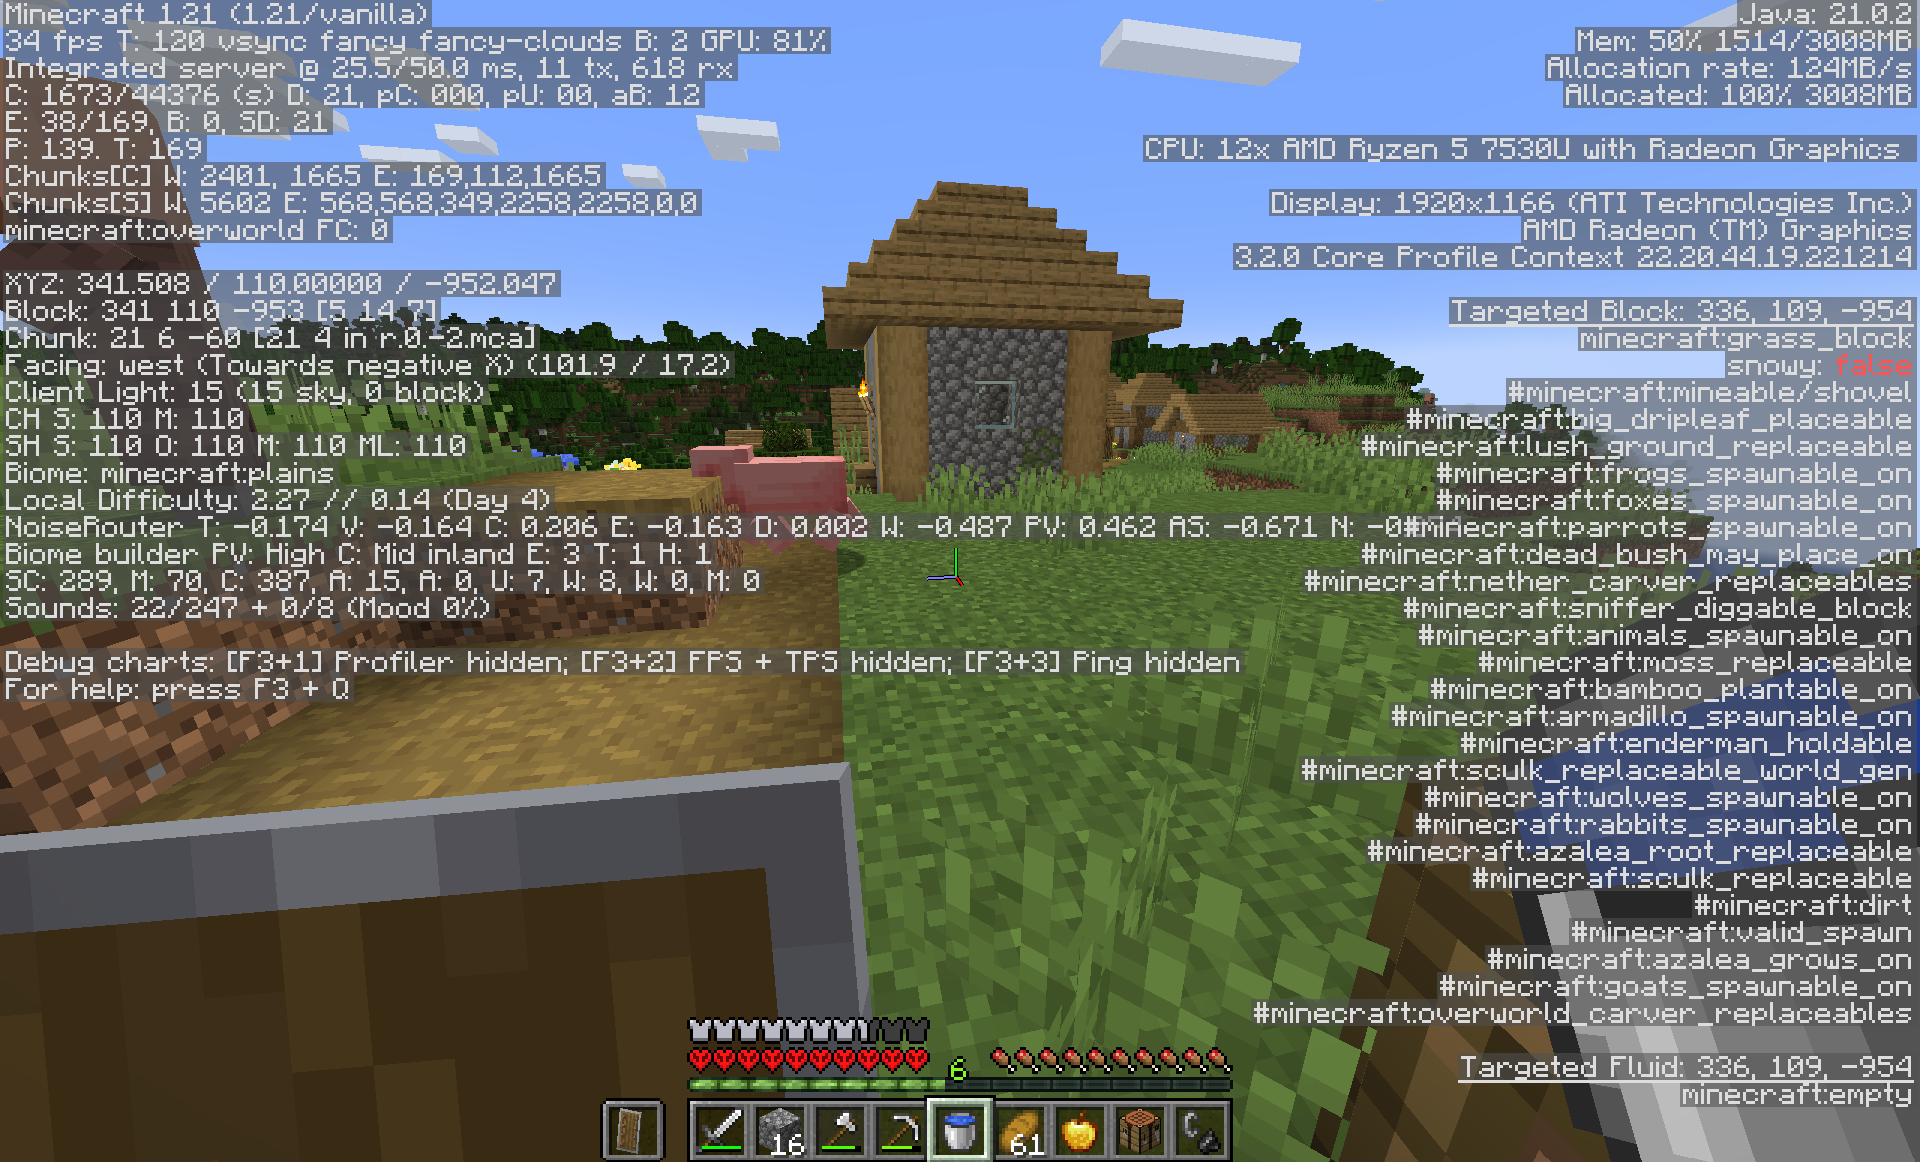 Minecraft 1.21 (1.21/vanilla)
34 fps T: 120 vsync fancy fancy-clouds B: 2 GPU: 81%
Integrated server @ 25.5/50.0 ms, 11 tx, 618 rx
C: 1673/44376 (s) D: 21, pC: 000, pU: 00, aB: 12
E: 38/169, B: 0, SD: 21
P: 139. T: 169
Chunks[C] W: 2401, 1665 E: 169,112,1665
Chunks[S] W: 5602 E: 568,568,349,2258,2258,0,0
minecraft:overworld FC: 0
XYZ: 341.508 / 110.00000 / -952.047
Block: 341 110 -953 [5 14 7]
Chunk: 21 6 -60 [21 4 in r.0.-2.mca]
Facing: west (Towards negative X) (101.9 / 17.2)
Client Light: 15 (15 sky, 0 block)
CH S: 110 M: 110
SH S: 110 O: 110 M: 110 ML: 110
Biome: minecraft:plains
Local Difficulty: 2.27 // 0.14 (Day 4)
NoiseRouter T: -0.174 V: -0.164 C: 0.206 E: -0.163 D: 0.002 W: -0.487 PV: 0.462 AS: -0.671 N: -0
Biome builder PV: High C: Mid inland E: 3 T: 1 H: 1
SC: 289, M: 70, C: 387, A: 15, A: 0, U: 7, W: 8, W: 0, M: 0
Sounds: 22/247 + 0/8 (Mood 0%)
Debug charts: [F3+1] Profiler hidden; [F3+2] FPS + TPS hidden; [F3+3] Ping hidden
For help: press F3 + Q
Java: 21.0.2
Mem: 50% 1514/3008MB
Allocation rate: 124MB/s
Allocated: 100% 3008MB
CPU: 12x AMD Ryzen 5 7530U with Radeon Graphics
Display: 1920x1166 (ATI Technologies Inc.)
AMD Radeon (TM) Graphics
3.2.0 Core Profile Context 22.20.44.19.221214
Targeted Block: 336, 109, -954
minecraft:grass_block
snowy: false
#minecraft:mineable/shovel
#minecraft:big_dripleaf_placeable
#minecraft:lush_ground_replaceable
#minecraft:frogs_spawnable_on
#minecraft:foxes_spawnable_on
#minecraft:parrots_spawnable_on
#minecraft:dead_bush_may_place_on
#minecraft:nether_carver_replaceables
#minecraft:sniffer_diggable_block
#minecraft:animals_spawnable_on
#minecraft:moss_replaceable
#minecraft:bamboo_plantable_on
#minecraft:armadillo_spawnable_on
#minecraft:enderman_holdable
#minecraft:sculk_replaceable_world_gen
#minecraft:wolves_spawnable_on
#minecraft:rabbits_spawnable_on
#minecraft:azalea_root_replaceable
#minecraft:sculk_replaceable
#minecraft:dirt
#minecraft:valid_spawn
#minecraft:azalea_grows_on
#minecraft:goats_spawnable_on
#minecraft:overworld_carver_replaceables
Targeted Fluid: 336, 109, -954
minecraft:empty
6
16
61